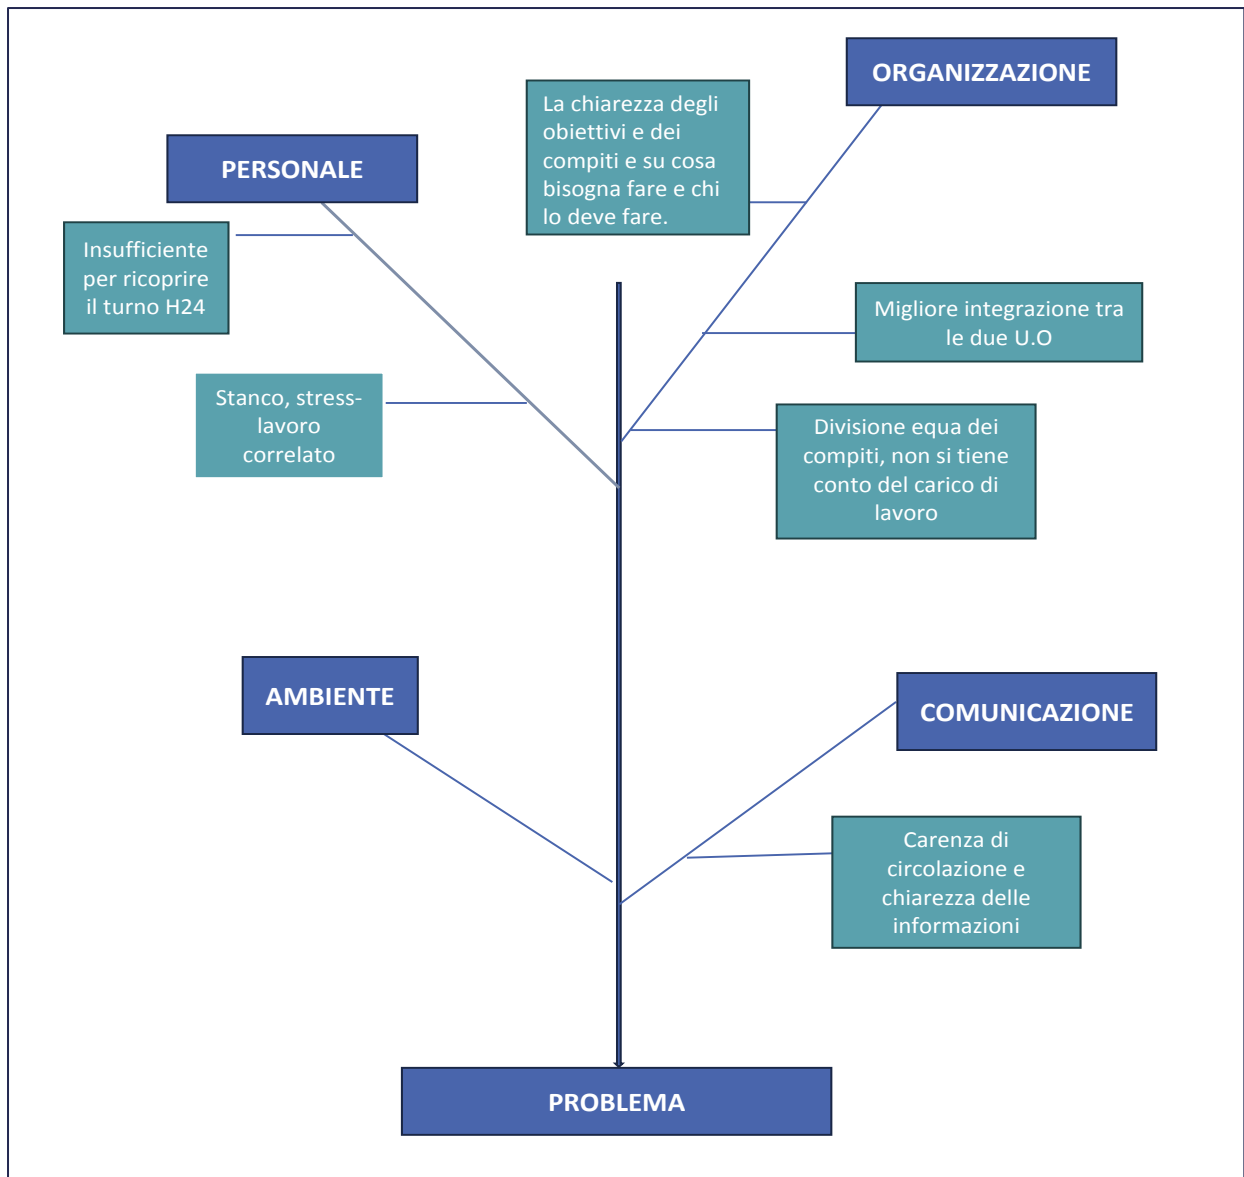 ORGANIZZAZIONE
La chiarezza degli
obiettivi e dei
compiti e su cosa
bisogna fare e chi
lo deve fare.
PERSONALE
Insufficiente
per ricoprire
il turno H24
Migliore integrazione tra
le due U.O
Stanco, stress-
lavoro
correlato
Divisione equa dei
compiti, non si tiene
conto del carico di
lavoro
AMBIENTE
COMUNICAZIONE
Carenza di
circolazione e
chiarezza delle
informazioni
PROBLEMA